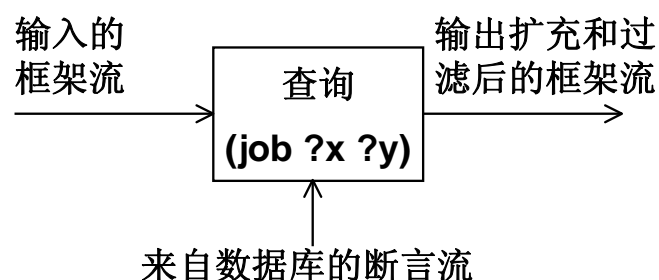 输入的
框架流
查询
(job ?x ?y)
输出扩充和过
滤后的框架流
来自数据库的断言流